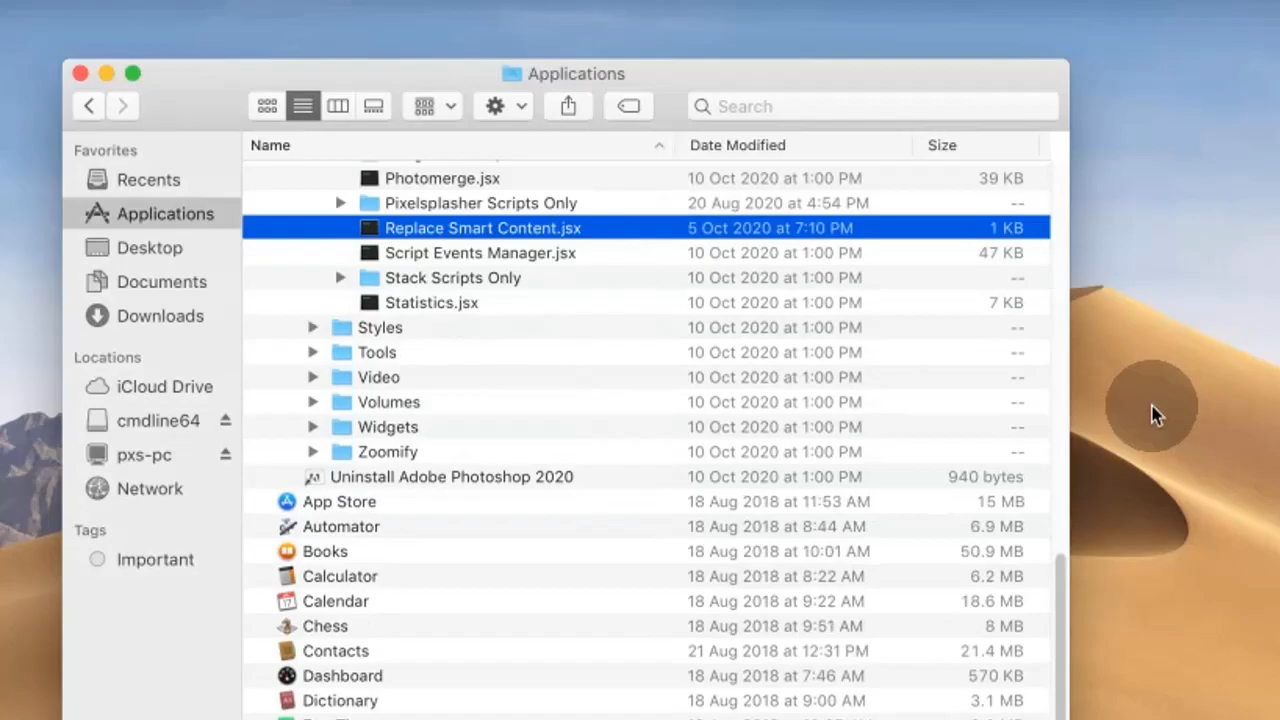 Applications
Search
Favorites
Recents
Applications
Desktop
Documents
Downloads
Locations
iCloud Drive
cmdline64
pxs-pc
Network
Tags
Important
Name Date Modified Size
Photomerge.jsx 10 Oct 2020 at 1:00 PM 39 KB
Pixelsplasher Scripts Only 20 Aug 2020 at 4:54 PM --
Replace Smart Content.jsx 5 Oct 2020 at 7:10 PM 1 KB
Script Events Manager.jsx 10 Oct 2020 at 1:00 PM 47 KB
Stack Scripts Only 10 Oct 2020 at 1:00 PM --
Statistics.jsx 10 Oct 2020 at 1:00 PM 7 KB
Styles 10 Oct 2020 at 1:00 PM --
Tools 10 Oct 2020 at 1:00 PM --
Video 10 Oct 2020 at 1:00 PM --
Volumes 10 Oct 2020 at 1:00 PM --
Widgets 10 Oct 2020 at 1:00 PM --
Zoomify 10 Oct 2020 at 1:00 PM --
Uninstall Adobe Photoshop 2020 10 Oct 2020 at 1:00 PM 940 bytes
App Store 18 Aug 2018 at 11:53 AM 15 MB
Automator 18 Aug 2018 at 8:44 AM 6.9 MB
Books 18 Aug 2018 at 10:01 AM 50.9 MB
Calculator 18 Aug 2018 at 8:22 AM 6.2 MB
Calendar 18 Aug 2018 at 9:22 AM 18.6 MB
Chess 18 Aug 2018 at 9:51 AM 8 MB
Contacts 21 Aug 2018 at 12:31 PM 21.4 MB
Dashboard 18 Aug 2018 at 7:46 AM 570 KB
Dictionary 18 Aug 2018 at 9:00 AM 3.1 MB